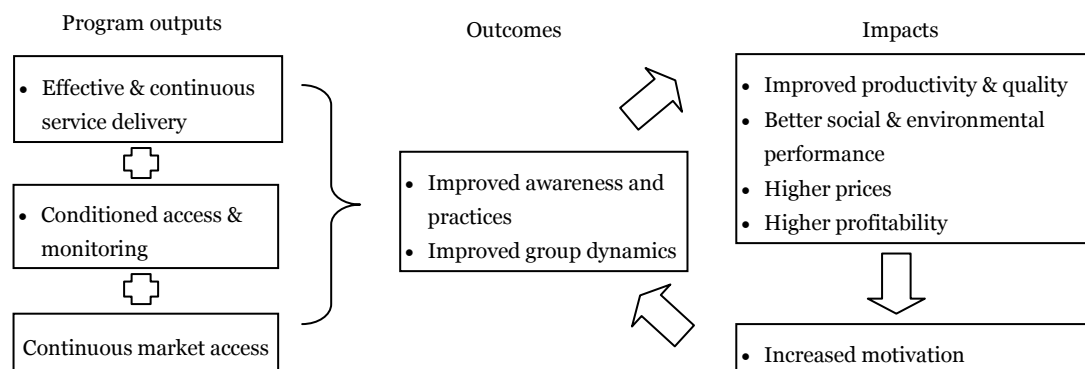 Program outputs
• Effective & continuous
service delivery
• Conditioned access &
monitoring
Continuous market access
Outcomes
• Improved awareness and
practices
• Improved group dynamics
Impacts
• Improved productivity & quality
• Better social & environmental
performance
• Higher prices
• Higher profitability
• Increased motivation